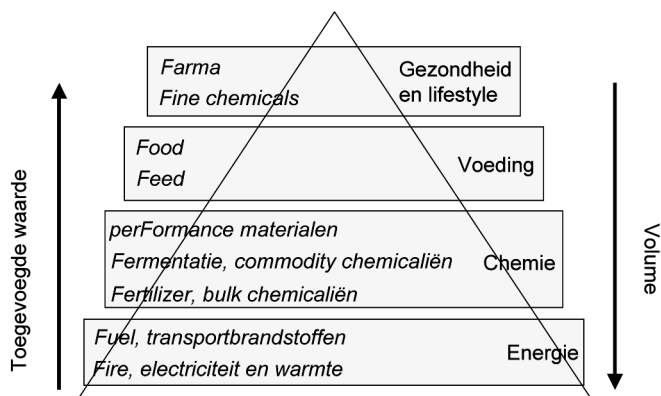 Farma
Fine chemicals
Gezondheid
en lifestyle
Food
Feed
Voeding
perFormance materialen
Fermentatie, commodity chemicaliën
Fertilizer, bulk chemicaliën
Chemie
Fuel, transportbrandstoffen
Fire, electriciteit en warmte
Energie
Toegevoegde waarde
Volume